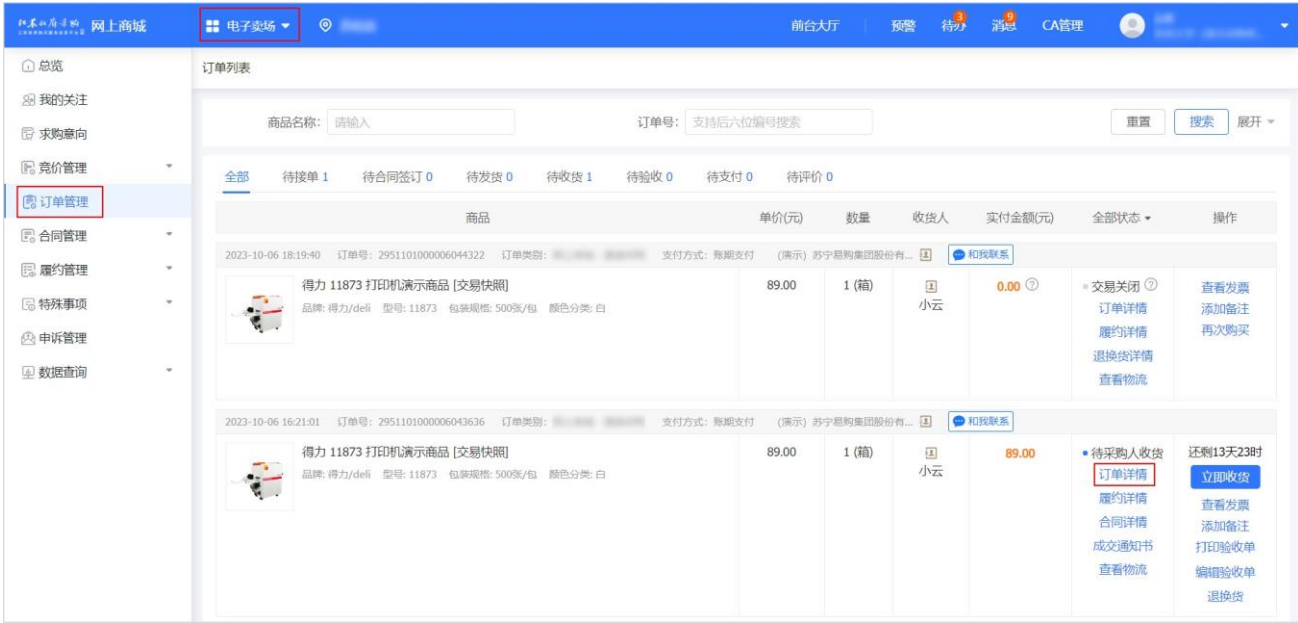 网上商城 电子卖场 前台大厅 预警 待办 3 消息 9 CA管理
总览
我的关注
求购意向
竞价管理
订单管理
合同管理
履约管理
特殊事项
申诉管理
数据查询
订单列表
商品名称: 请输入 订单号: 支持后六位编号搜索 重置 搜索 展开
全部 待接单 1 待合同签订 0 待发货 0 待收货 1 待验收 0 待支付 0 待评价 0
商品 单价(元) 数量 收货人 实付金额(元) 全部状态 操作
2023-10-06 18:19:40 订单号: 2951101000006044322 订单类别: 支付方式: 账期支付 (演示) 苏宁易购集团股份有... 和我联系
得力 11873 打印机演示商品 [交易快照] 89.00 1 (箱) 小云 0.00 交易关闭 查看发票
品牌: 得力/deli 型号: 11873 包装规格: 500张/包 颜色分类: 白 订单详情 添加备注
履约详情 再次购买
退换货详情
查看物流
2023-10-06 16:21:01 订单号: 2951101000006043636 订单类别: 支付方式: 账期支付 (演示) 苏宁易购集团股份有... 和我联系
得力 11873 打印机演示商品 [交易快照] 89.00 1 (箱) 小云 89.00 待采购人收货 还剩13天23时
品牌: 得力/deli 型号: 11873 包装规格: 500张/包 颜色分类: 白 订单详情 立即收货
履约详情 查看发票
合同详情 添加备注
成交通知书 打印验收单
查看物流 编辑验收单
退换货